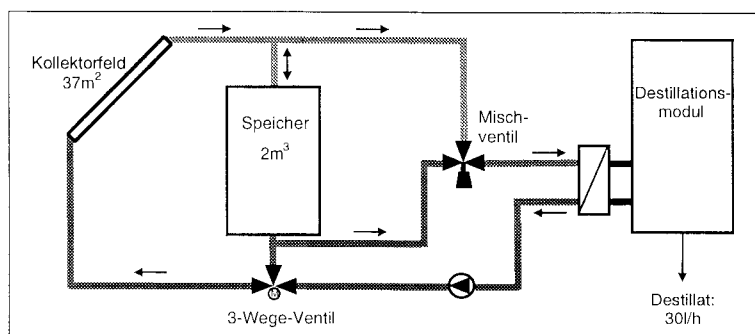 Kollektorfeld
37m²
Speicher
2m³
Misch-
ventil
Destillations-
modul
3-Wege-Ventil
Destillat:
30l/h